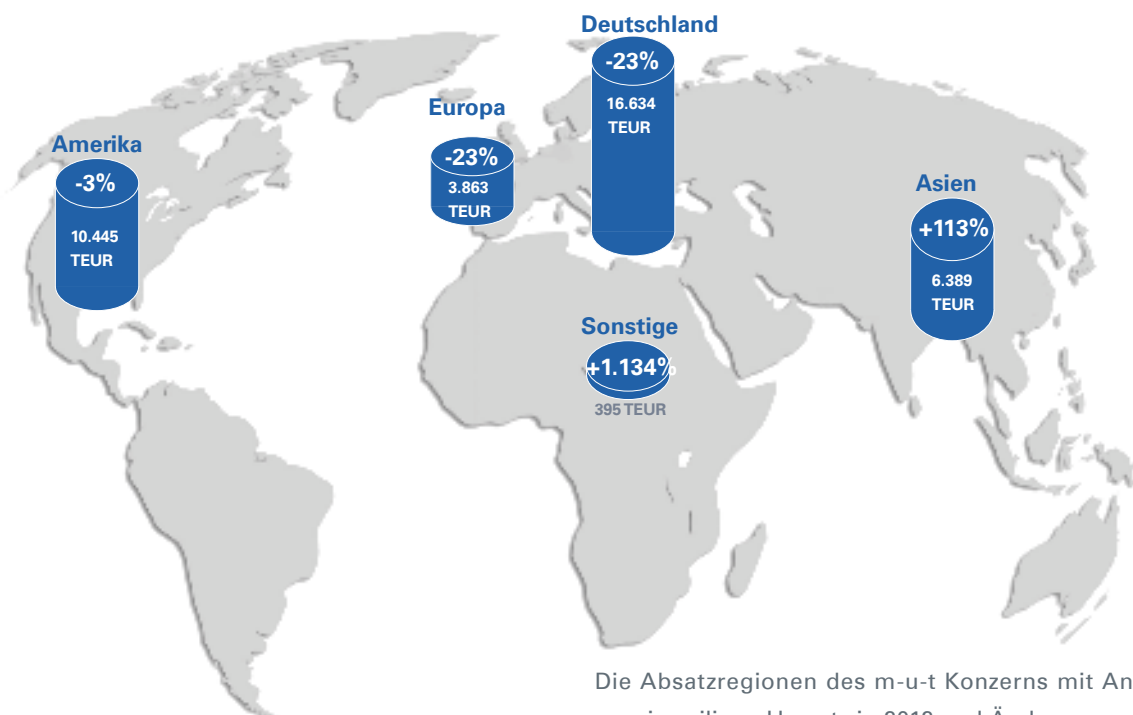 Deutschland
-23%
16.634
TEUR
Europa
-23%
3.863
TEUR
Amerika
-3%
10.445
TEUR
Asien
+113%
6.389
TEUR
Sonstige
+1.134%
395 TEUR
Die Absatzregionen des m-u-t Konzerns mit An